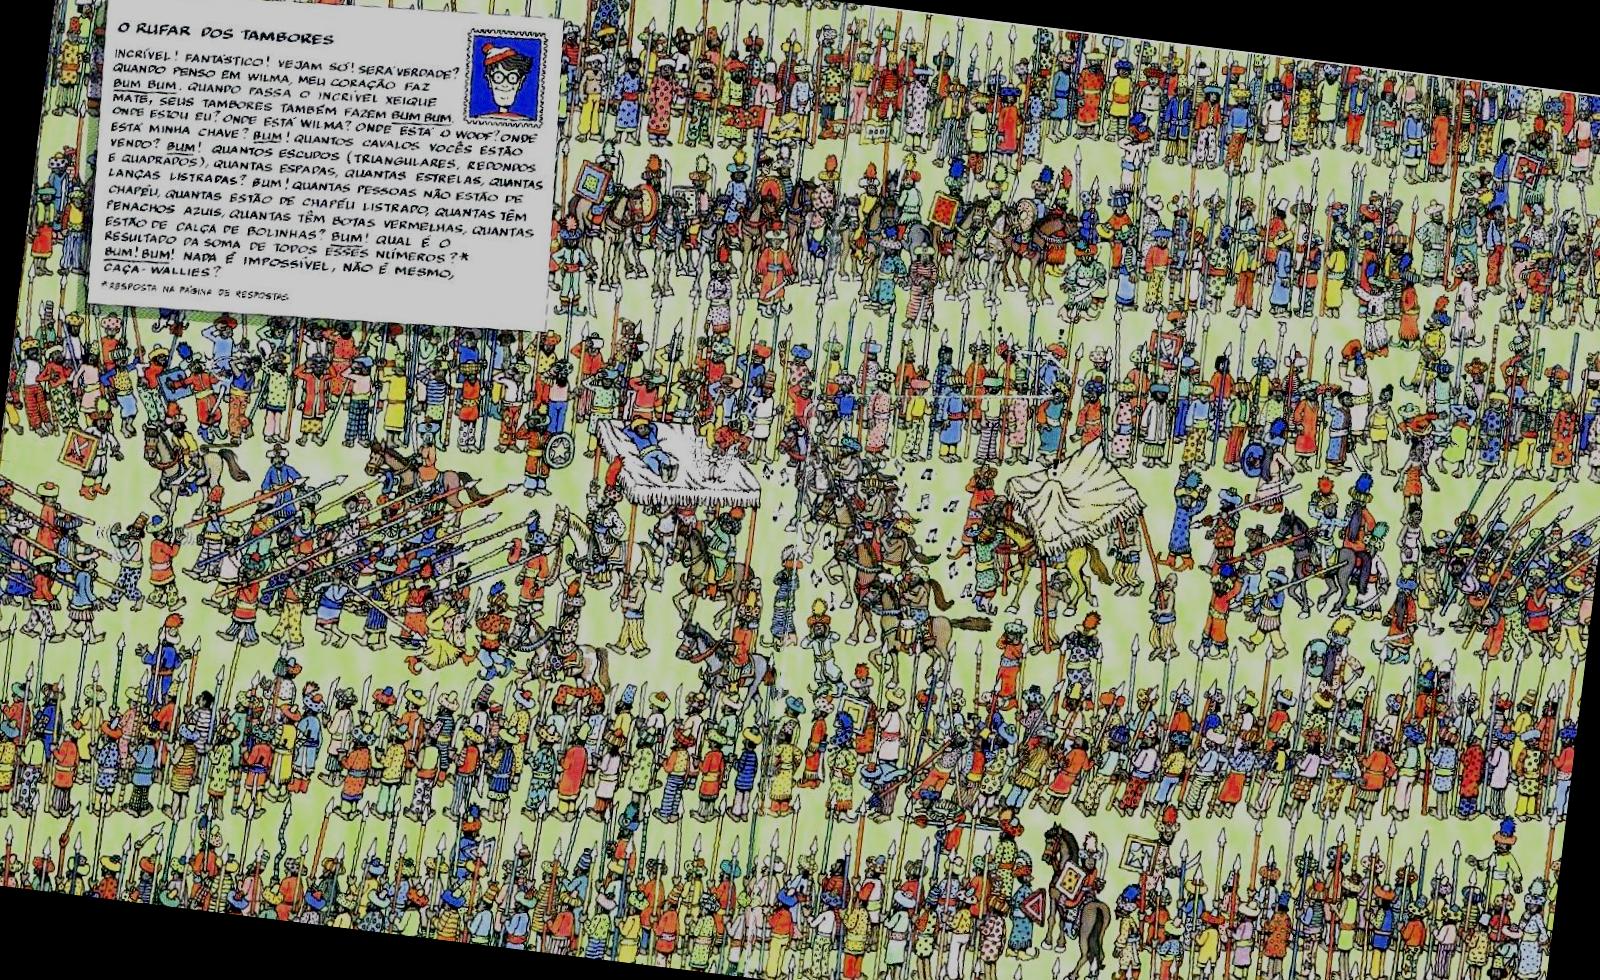 O RUFAR DOS TAMBORES
INCRÍVEL! FANTÁSTICO! VEJAM SÓ! SERÁ VERDADE?
QUANDO PENSO EM WILMA, MEU CORAÇÃO FAZ
BUM BUM. QUANDO PASSA O INCRÍVEL XEIQUE
MATE, SEUS TAMBORES TAMBÉM FAZEM BUM BUM.
ONDE ESTOU EU? ONDE ESTÁ WILMA? ONDE ESTÁ O WOOF? ONDE
ESTÁ MINHA CHAVE? BUM! QUANTOS CAVALOS VOCÊS ESTÃO
VENDO? BUM! QUANTOS ESCUDOS (TRIANGULARES, REDONDOS
E QUADRADOS), QUANTAS ESPADAS, QUANTAS ESTRELAS, QUANTAS
LANÇAS LISTRADAS? BUM! QUANTAS PESSOAS NÃO ESTÃO DE
CHAPÉU, QUANTAS ESTÃO DE CHAPÉU LISTRADO, QUANTAS TÊM
PENACHOS AZUIS, QUANTAS TÊM BOTAS VERMELHAS, QUANTAS
ESTÃO DE CALÇA DE BOLINHAS? BUM! QUAL É O
RESULTADO DA SOMA DE TODOS ESSES NÚMEROS?*
BUM! BUM! NADA É IMPOSSÍVEL, NÃO É MESMO,
CAÇA-WALLIES?
*RESPOSTA NA PÁGINA DE RESPOSTAS